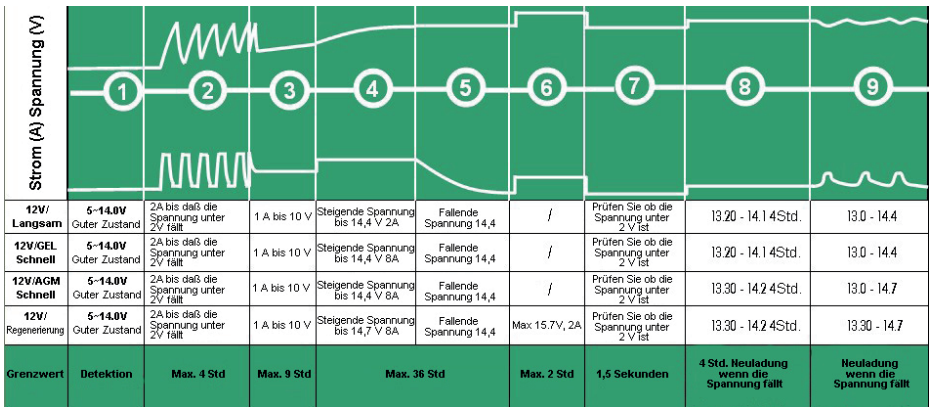 Strom (A) Spannung (V)
1 2 3 4 5 6 7 8 9
12V/
Langsam
5~14.0V
Guter Zustand
2A bis daß die
Spannung unter
2V fällt
1 A bis 10 V
Steigende Spannung
bis 14,4 V 2A
Fallende
Spannung 14,4
/
Prüfen Sie ob die
Spannung unter
2 V ist
13.20 - 14.1 4Std.
13.0 - 14.4
12V/GEL
Schnell
5~14.0V
Guter Zustand
2A bis daß die
Spannung unter
2V fällt
1 A bis 10 V
Steigende Spannung
bis 14,4 V 8A
Fallende
Spannung 14,4
/
Prüfen Sie ob die
Spannung unter
2 V ist
13.20 - 14.1 4Std.
13.0 - 14.4
12V/AGM
Schnell
5~14.0V
Guter Zustand
2A bis daß die
Spannung unter
2V fällt
1 A bis 10 V
Steigende Spannung
bis 14,4 V 8A
Fallende
Spannung 14,4
/
Prüfen Sie ob die
Spannung unter
2 V ist
13.30 - 14.2 4Std.
13.0 - 14.7
12V/
Regenerierung
5~14.0V
Guter Zustand
2A bis daß die
Spannung unter
2V fällt
1 A bis 10 V
Steigende Spannung
bis 14,7 V 8A
Fallende
Spannung 14,4
Max 15.7V, 2A
Prüfen Sie ob die
Spannung unter
2 V ist
13.30 - 14.2 4Std.
13.30 - 14.7
Grenzwert
Detektion
Max. 4 Std
Max. 9 Std
Max. 36 Std
Max. 2 Std
1,5 Sekunden
4 Std. Neuladung
wenn die
Spannung fällt
Neuladung
wenn die
Spannung fällt